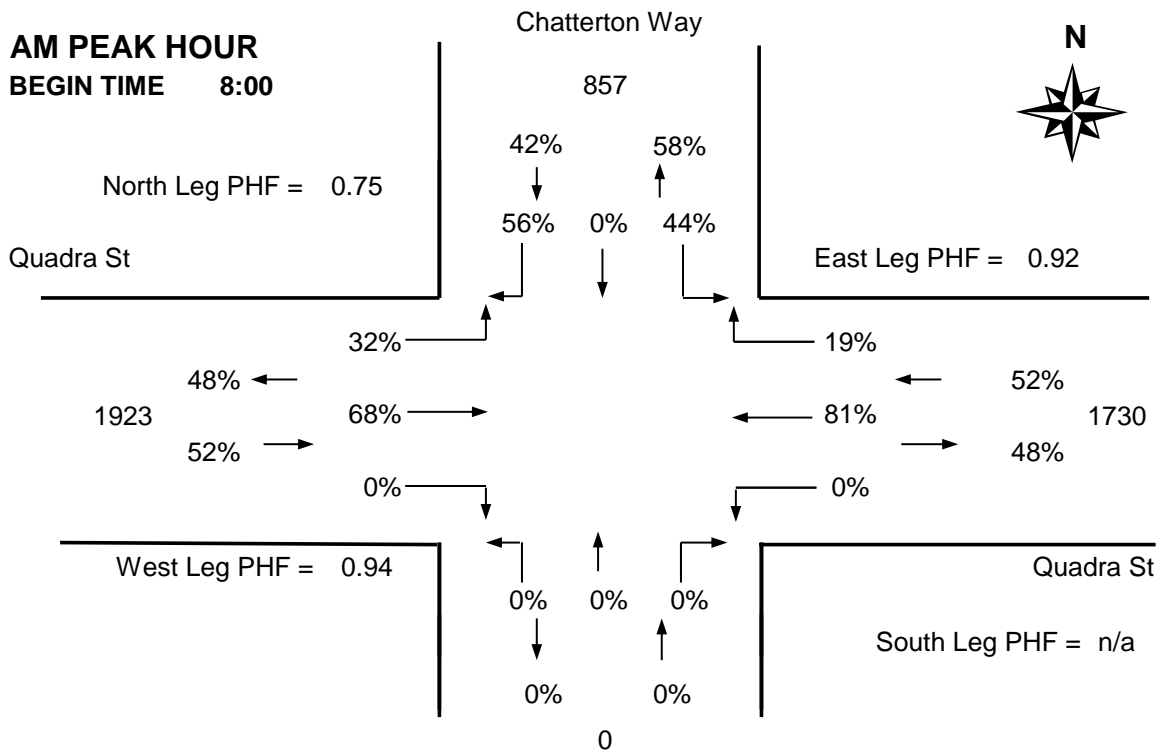 Chatterton Way
AM PEAK HOUR
BEGIN TIME 8:00
N
857
42% 58%
North Leg PHF = 0.75
56% 0% 44%
Quadra St
East Leg PHF = 0.92
32% 19%
48% 52%
1923 68% 81% 1730
52% 48%
0% 0%
West Leg PHF = 0.94
Quadra St
0% 0% 0%
South Leg PHF = n/a
0% 0%
0